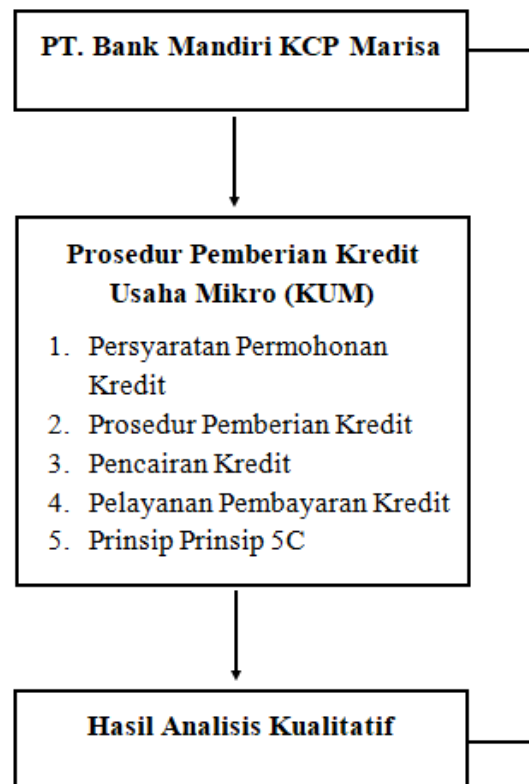 PT. Bank Mandiri KCP Marisa
Prosedur Pemberian Kredit
Usaha Mikro (KUM)
1. Persyaratan Permohonan
Kredit
2. Prosedur Pemberian Kredit
3. Pencairan Kredit
4. Pelayanan Pembayaran Kredit
5. Prinsip Prinsip 5C
Hasil Analisis Kualitatif